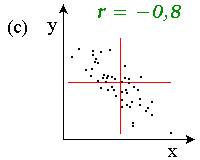 r = −0,8
(c) y
x